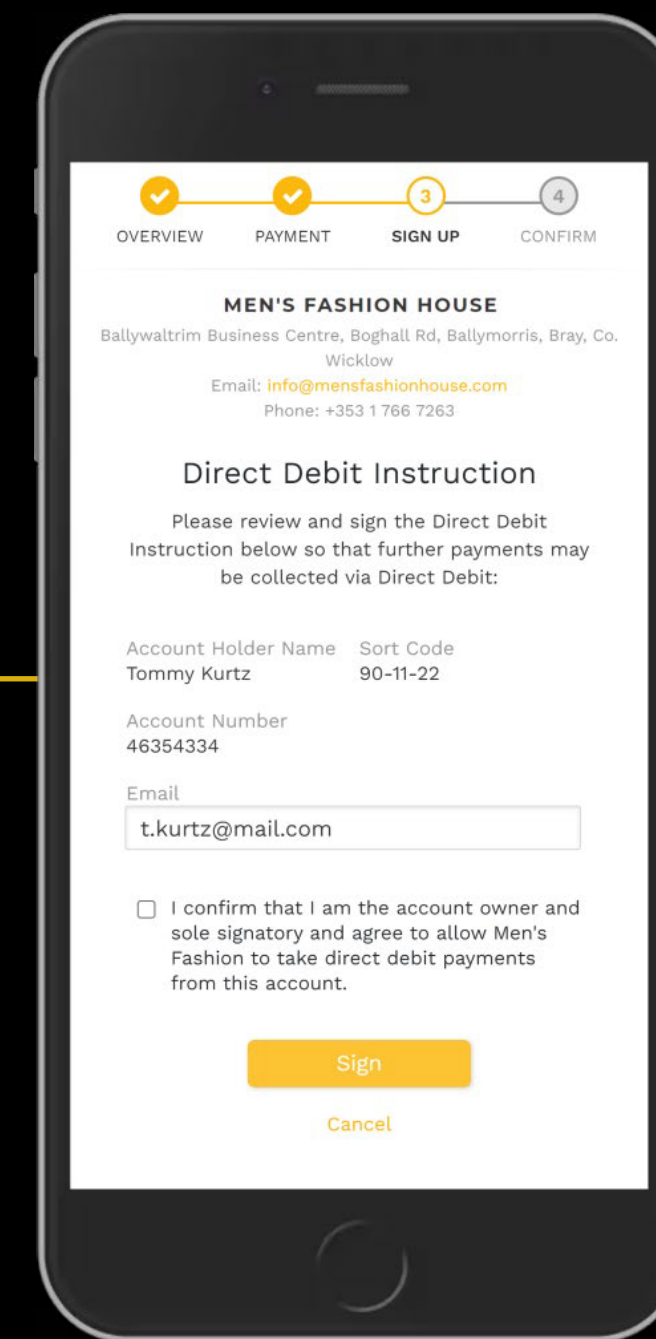 3
4
OVERVIEW PAYMENT SIGN UP CONFIRM
MEN'S FASHION HOUSE
Ballywaltrim Business Centre, Boghall Rd, Ballymorris, Bray, Co.
Wicklow
Email: info@mensfashionhouse.com
Phone: +353 1 766 7263
Direct Debit Instruction
Please review and sign the Direct Debit
Instruction below so that further payments may
be collected via Direct Debit:
Account Holder Name Sort Code
Tommy Kurtz 90-11-22
Account Number
46354334
Email
t.kurtz@mail.com
I confirm that I am the account owner and
sole signatory and agree to allow Men's
Fashion to take direct debit payments
from this account.
Sign
Cancel